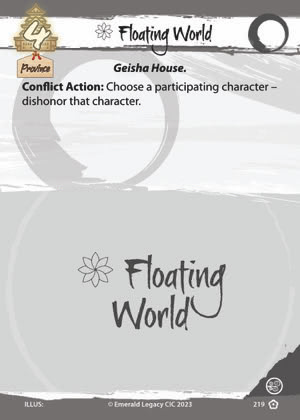 4
Floating World
Province
Geisha House.
Conflict Action: Choose a participating character –
dishonor that character.
Floating
World
ILLUS:
© Emerald Legacy CIC 2023
219